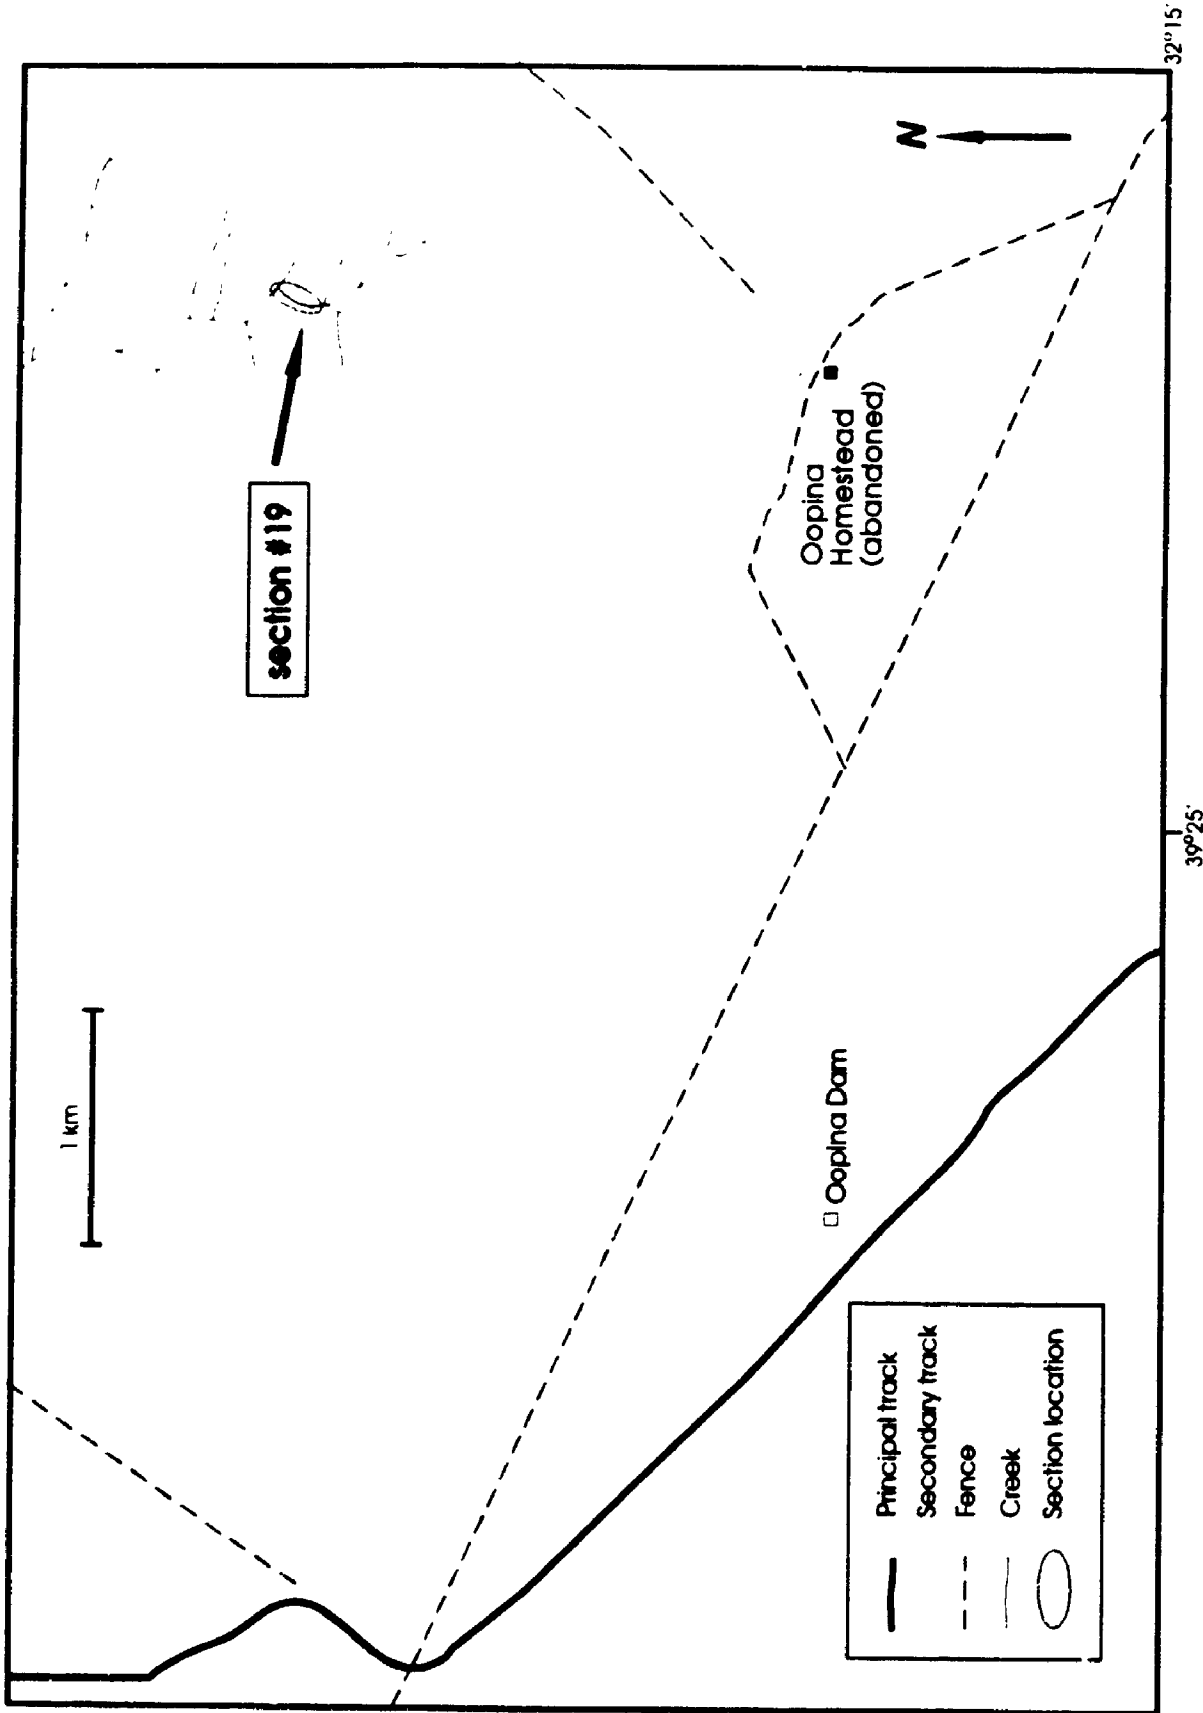 1 km
section #19
N
Oopina
Homestead
(abandoned)
Oopina Dam
Principal track
Secondary track
Fence
Creek
Section location
39°25'
32°15'